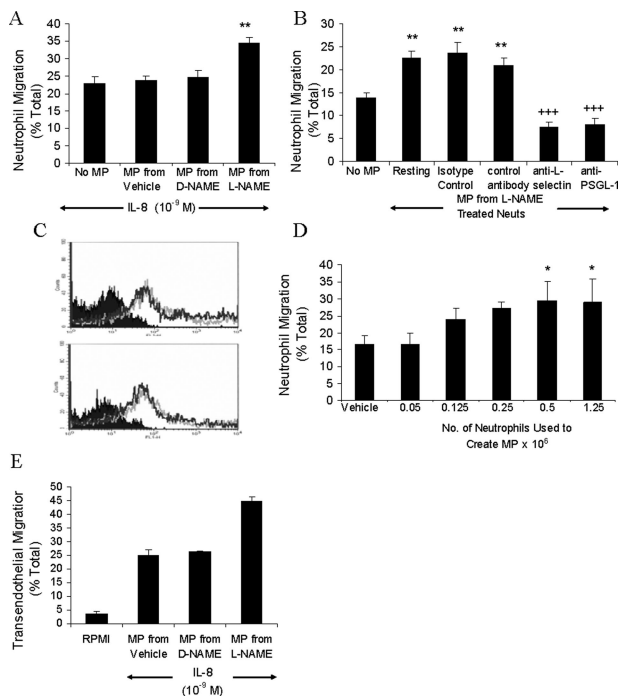 A
Neutrophil Migration
(% Total)
45
40
35
30
25
20
15
10
5
0
**
No MP
MP from
Vehicle
MP from
D-NAME
MP from
L-NAME
IL-8 (10⁻⁹ M)
B
Neutrophil Migration
(% Total)
30
25
20
15
10
5
0
**
**
**
+++
+++
No MP
Resting
Isotype
Control
control
antibody
anti-L-
selectin
anti-
PSGL-1
MP from L-NAME
Treated Neuts
C
Counts
Counts
D
Neutrophil Migration
(% Total)
40
35
30
25
20
15
10
5
0
*
*
Vehicle
0.05
0.125
0.25
0.5
1.25
No. of Neutrophils Used to
Create MP x 10⁶
E
Transendothelial Migration
(% Total)
50
45
40
35
30
25
20
15
10
5
0
RPMI
MP from
Vehicle
MP from
D-NAME
MP from
L-NAME
IL-8
(10⁻⁹ M)